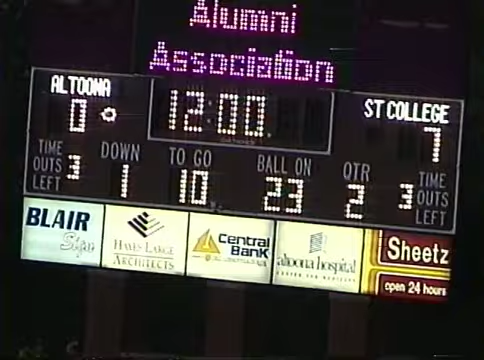 Alumni
Association
ALTOONA
0
12:00
ST COLLEGE
7
TIME OUTS LEFT 3
DOWN 1
TO GO 10
BALL ON 23
QTR 2
3 TIME OUTS LEFT
BLAIR
Sign
HAYES LARGE
ARCHITECTS
Central
Bank
altoona hospital
Sheetz
open 24 hours